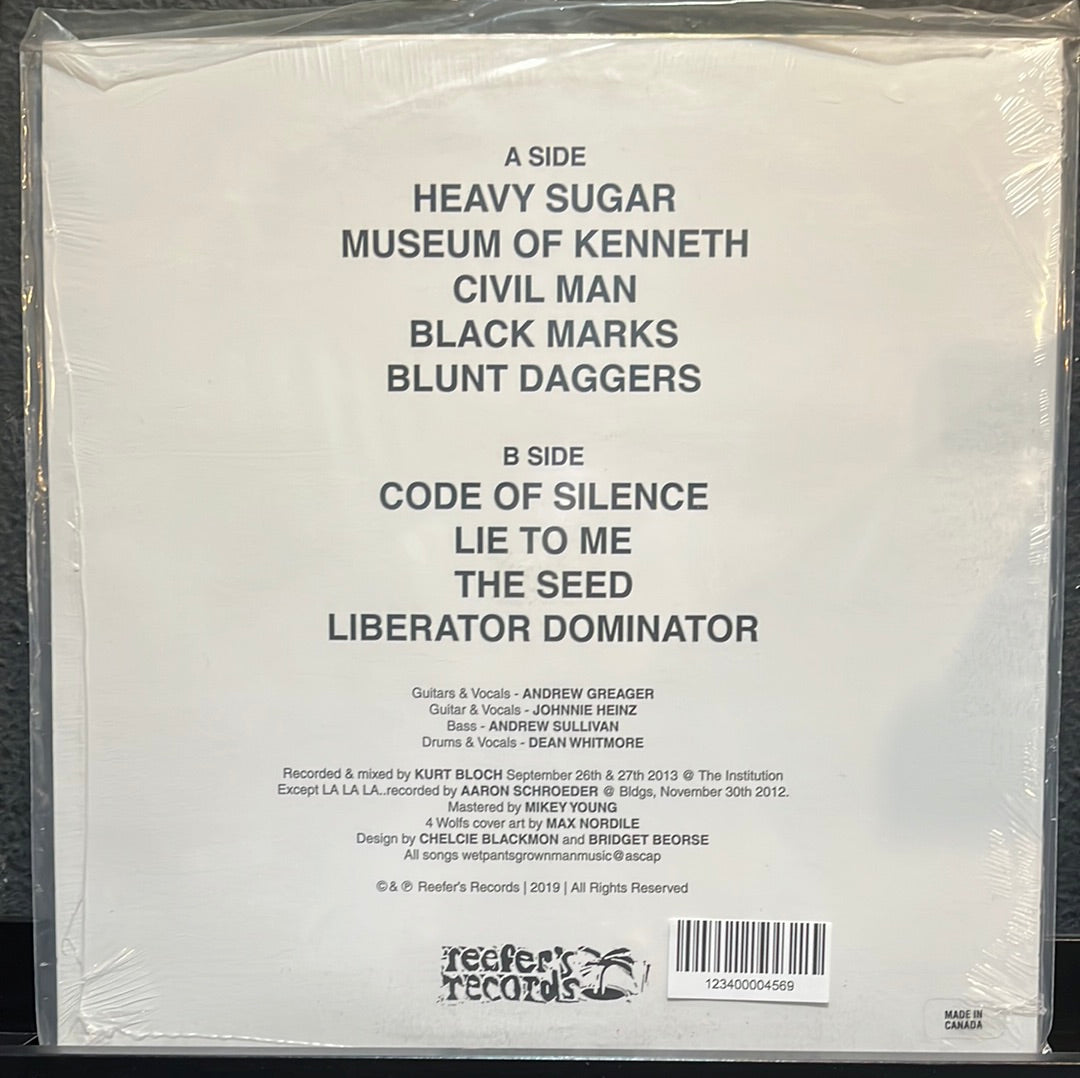 A SIDE
HEAVY SUGAR
MUSEUM OF KENNETH
CIVIL MAN
BLACK MARKS
BLUNT DAGGERS
B SIDE
CODE OF SILENCE
LIE TO ME
THE SEED
LIBERATOR DOMINATOR
Guitars & Vocals - ANDREW GREAGER
Guitar & Vocals - JOHNNIE HEINZ
Bass - ANDREW SULLIVAN
Drums & Vocals - DEAN WHITMORE
Recorded & mixed by KURT BLOCH September 26th & 27th 2013 @ The Institution
Except LA LA LA..recorded by AARON SCHROEDER @ Bldgs, November 30th 2012.
Mastered by MIKEY YOUNG
4 Wolfs cover art by MAX NORDILE
Design by CHELCIE BLACKMON and BRIDGET BEORSE
All songs wetpantsgrownmanmusic@ascap
©& ℗ Reefer's Records | 2019 | All Rights Reserved
reefer's
records
123400004569
MADE IN
CANADA